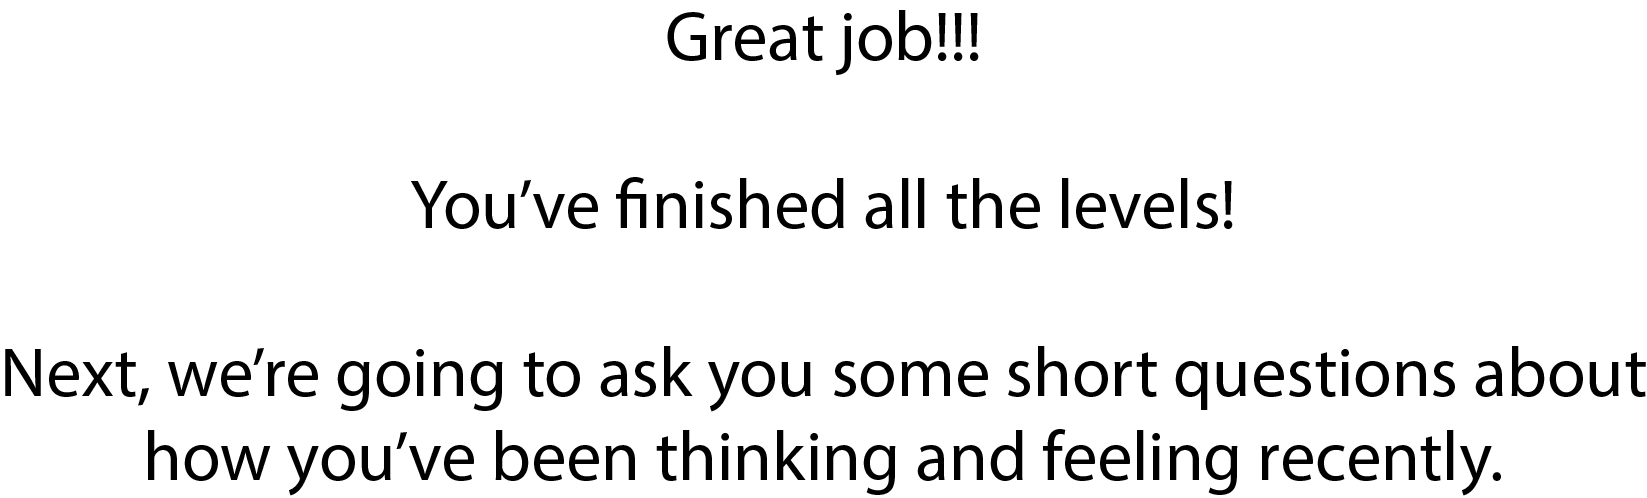 Great job!!!
You’ve finished all the levels!
Next, we’re going to ask you some short questions about
how you’ve been thinking and feeling recently.